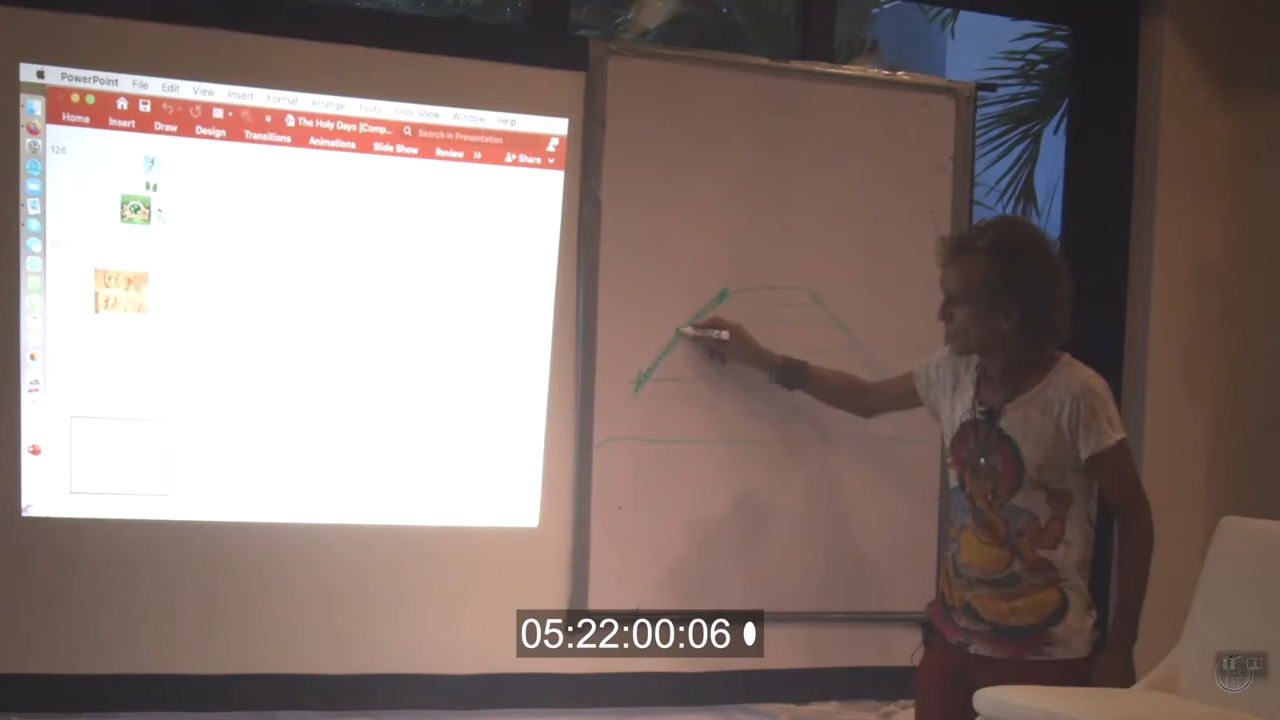 PowerPoint File Edit View Insert Format Arrange Tools Slide Show Window Help
The Holy Days [Comp... Search in Presentation
Home Insert Draw Design Transitions Animations Slide Show Review Share
126
05:22:00:06